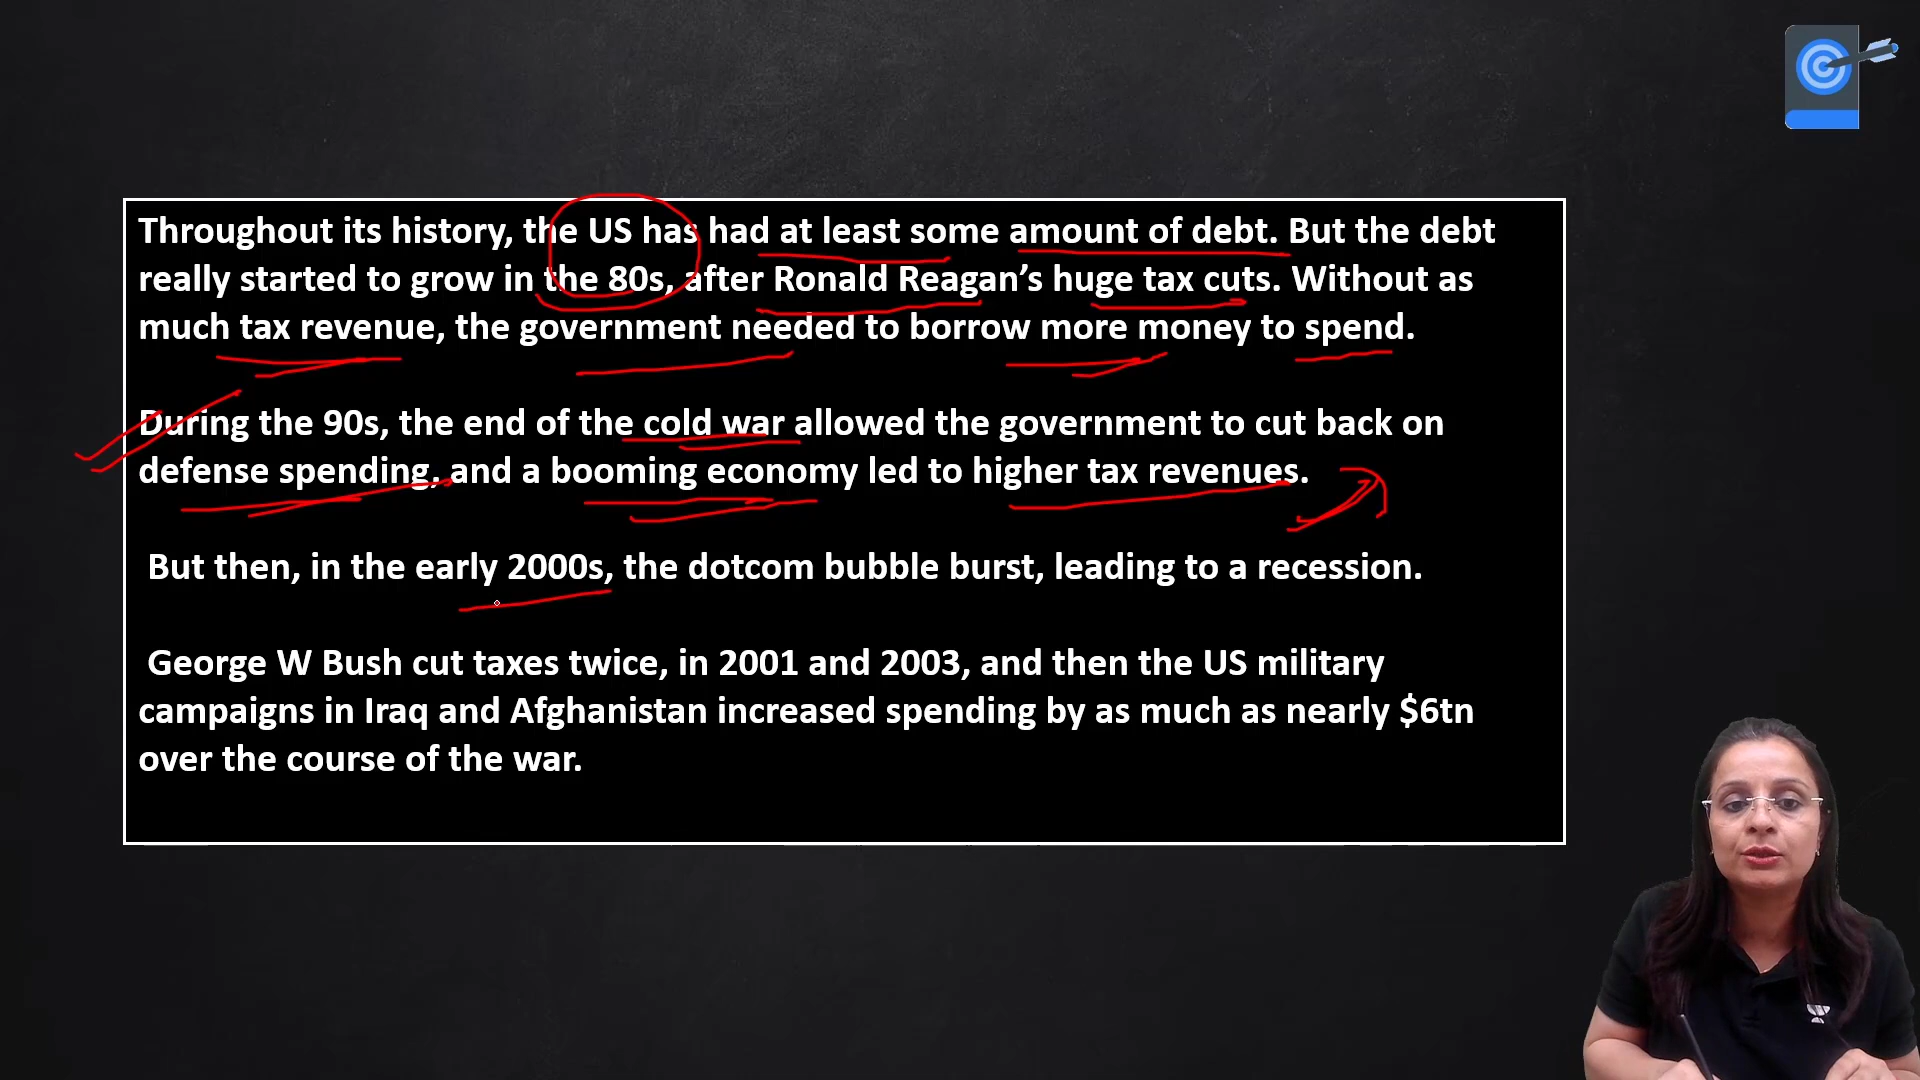 Throughout its history, the US has had at least some amount of debt. But the debt
really started to grow in the 80s, after Ronald Reagan’s huge tax cuts. Without as
much tax revenue, the government needed to borrow more money to spend.
During the 90s, the end of the cold war allowed the government to cut back on
defense spending, and a booming economy led to higher tax revenues.
But then, in the early 2000s, the dotcom bubble burst, leading to a recession.
George W Bush cut taxes twice, in 2001 and 2003, and then the US military
campaigns in Iraq and Afghanistan increased spending by as much as nearly $6tn
over the course of the war.